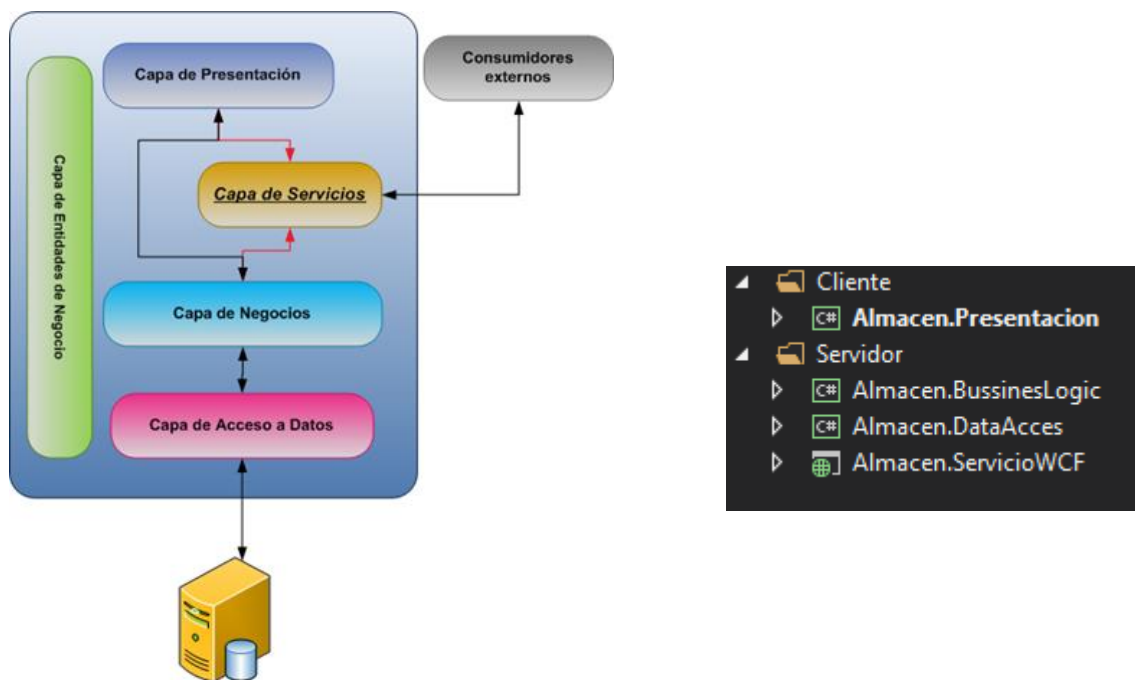 Capa de Presentación
Consumidores
externos
Capa de Entidades de Negocio
Capa de Servicios
Capa de Negocios
Capa de Acceso a Datos
Cliente
C# Almacen.Presentacion
Servidor
C# Almacen.BussinesLogic
C# Almacen.DataAcces
Almacen.ServicioWCF